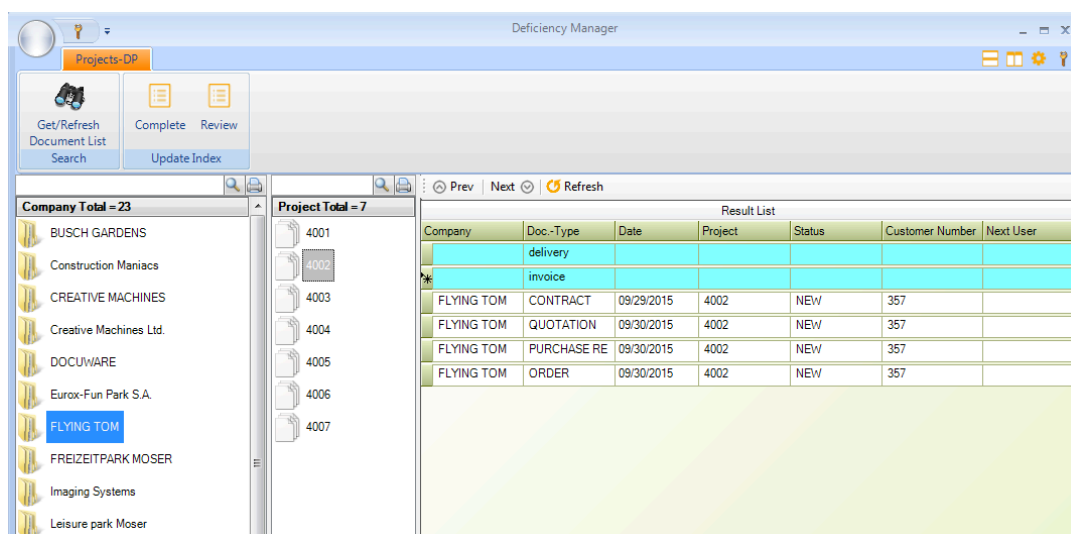 Deficiency Manager
Projects-DP
Get/Refresh
Document List
Complete
Review
Search
Update Index
Prev
Next
Refresh
Company Total = 23
BUSCH GARDENS
Construction Maniacs
CREATIVE MACHINES
Creative Machines Ltd.
DOCUWARE
Eurox-Fun Park S.A.
FLYING TOM
FREIZEITPARK MOSER
Imaging Systems
Leisure park Moser
Project Total = 7
4001
4002
4003
4004
4005
4006
4007
Result List
Company Doc.-Type Date Project Status Customer Number Next User
delivery
invoice
FLYING TOM CONTRACT 09/29/2015 4002 NEW 357
FLYING TOM QUOTATION 09/30/2015 4002 NEW 357
FLYING TOM PURCHASE RE 09/30/2015 4002 NEW 357
FLYING TOM ORDER 09/30/2015 4002 NEW 357